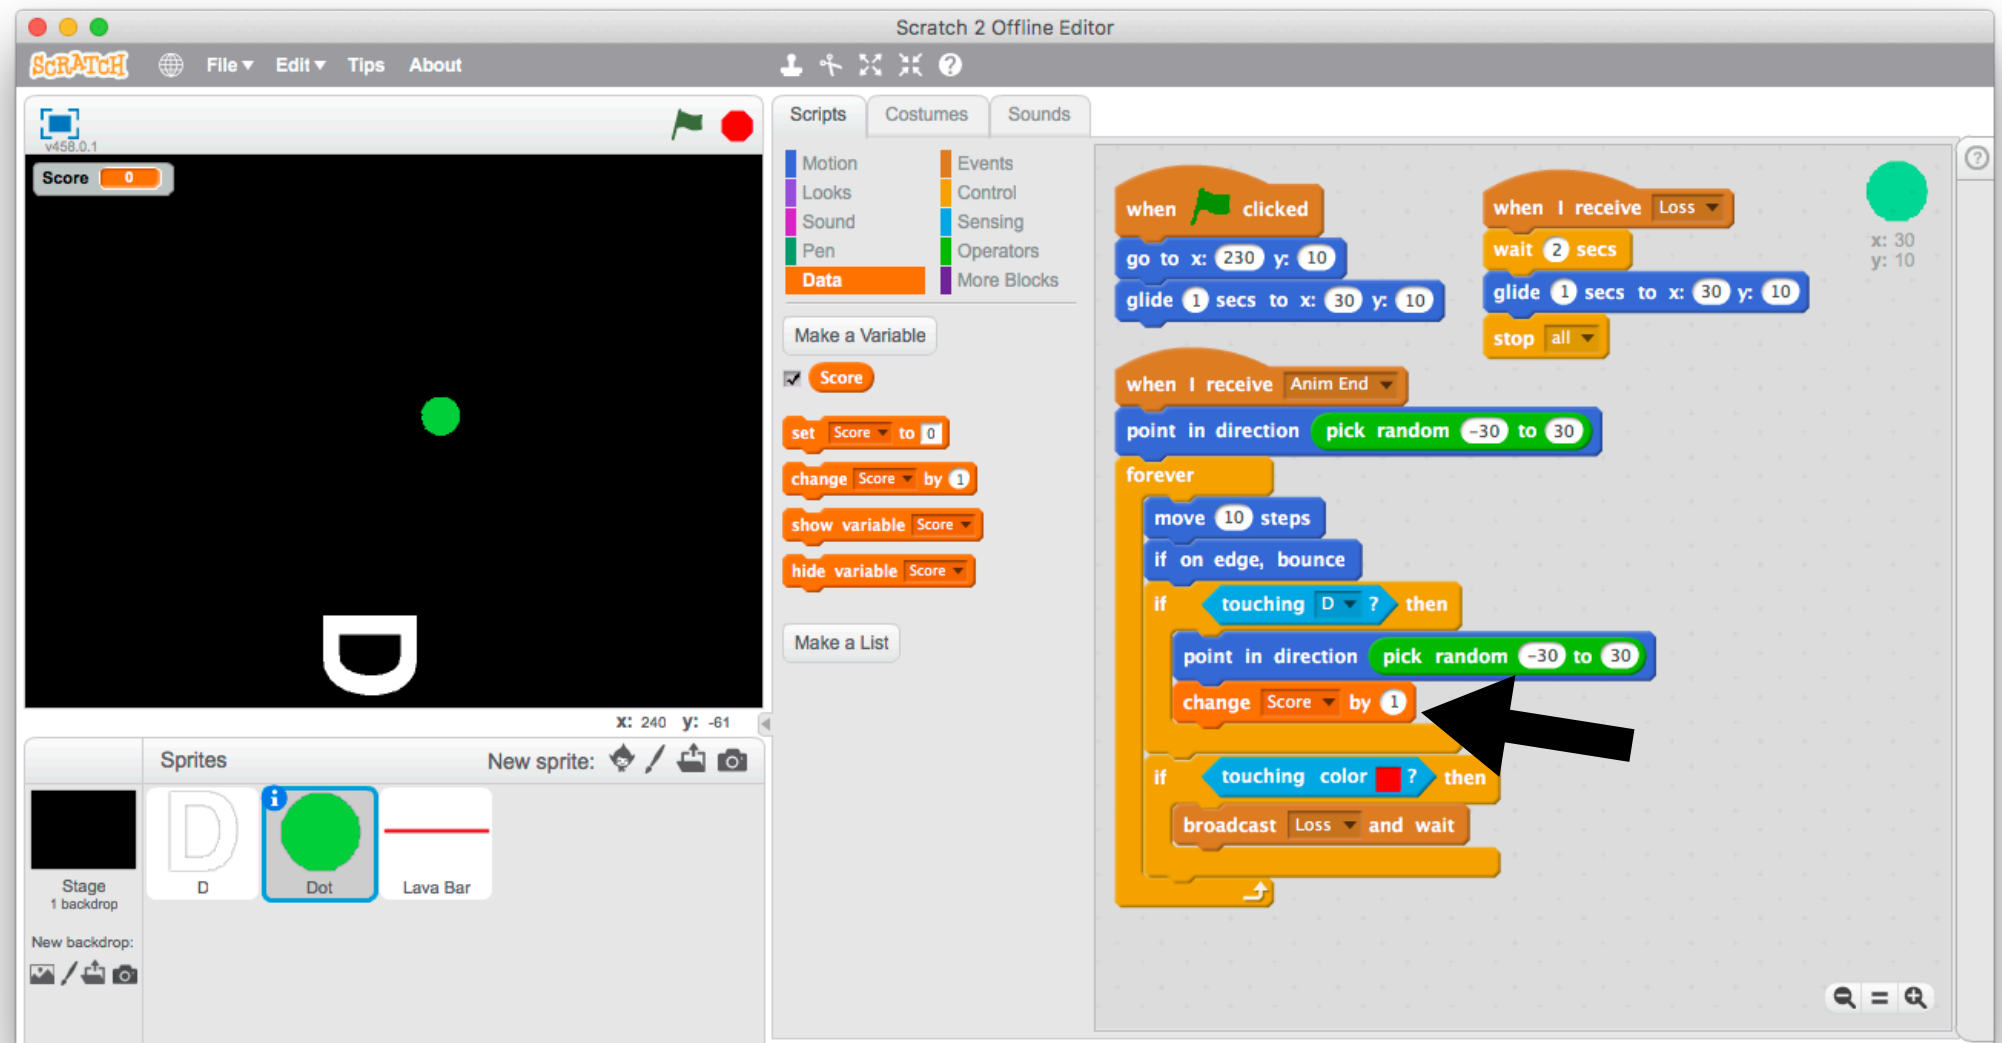 Scratch 2 Offline Editor
SCRATCH File Edit Tips About
v458.0.1
Score 0
x: 240 y: -61
Sprites New sprite:
Stage
1 backdrop
New backdrop:
D
Dot
Lava Bar
Scripts Costumes Sounds
Motion
Looks
Sound
Pen
Data
Events
Control
Sensing
Operators
More Blocks
Make a Variable
Score
set Score to 0
change Score by 1
show variable Score
hide variable Score
Make a List
when clicked
go to x: 230 y: 10
glide 1 secs to x: 30 y: 10
when I receive Loss
wait 2 secs
glide 1 secs to x: 30 y: 10
stop all
x: 30
y: 10
when I receive Anim End
point in direction pick random -30 to 30
forever
move 10 steps
if on edge, bounce
if touching D ? then
point in direction pick random -30 to 30
change Score by 1
if touching color ? then
broadcast Loss and wait